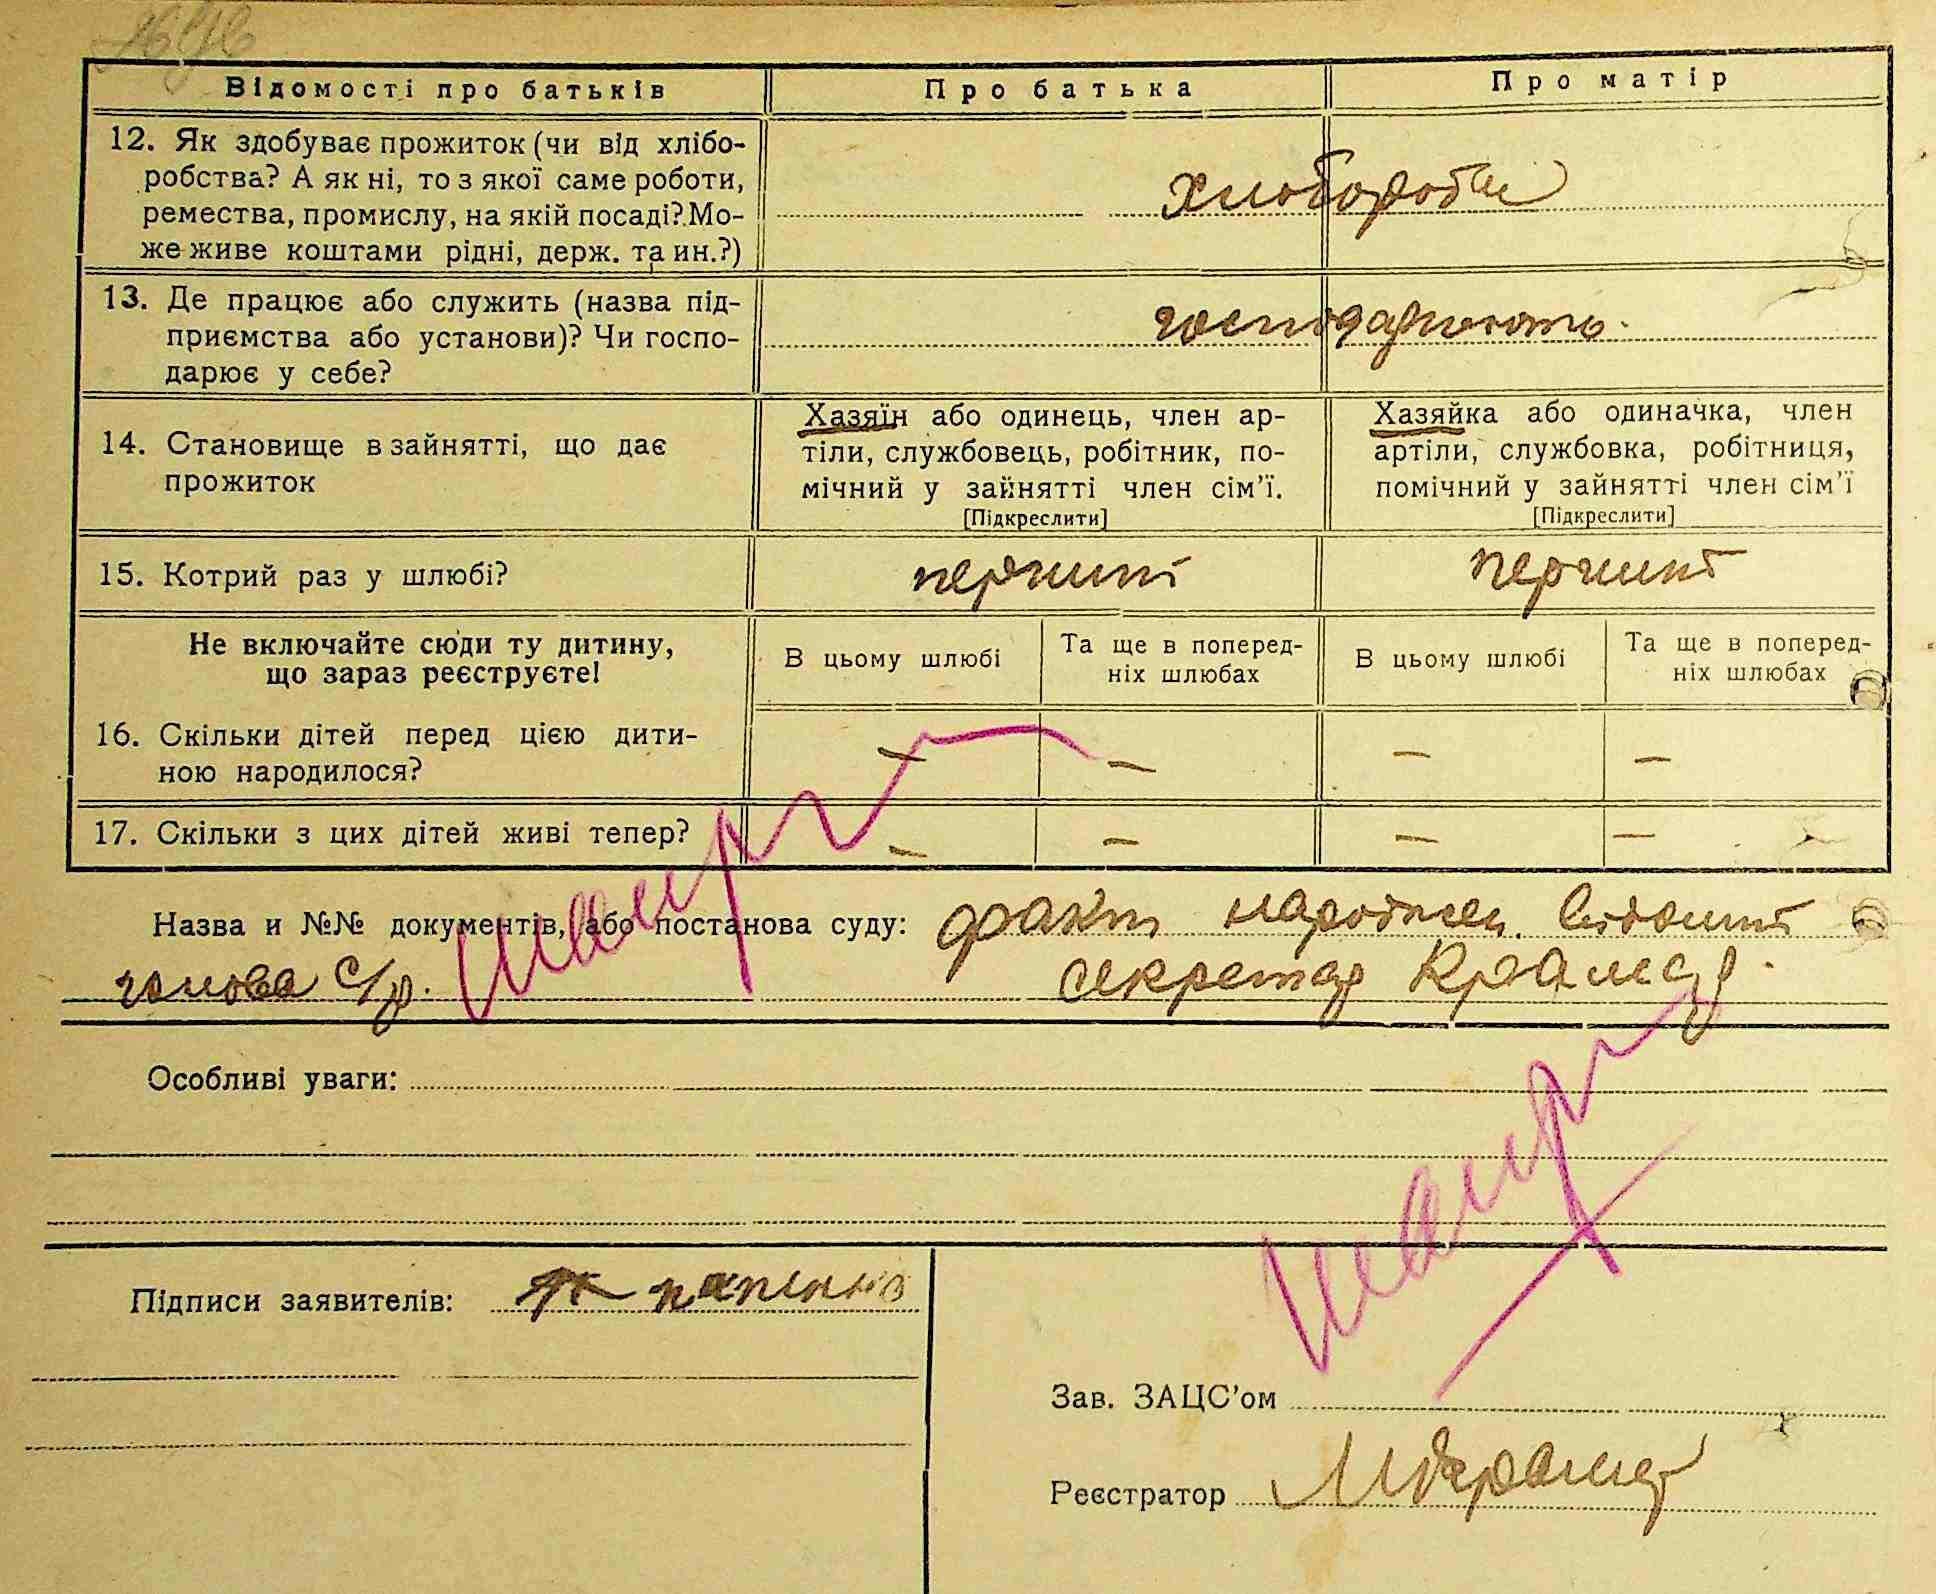 Відомості про батьків
Про батька
Про матір
12. Як здобуває прожиток (чи від хлібо-
робства? А як ні, то з якої саме роботи,
ремества, промислу, на якій посаді? Мо-
же живе коштами рідні, держ. та ин.?)
хлібороби
13. Де працює або служить (назва під-
приємства або установи)? Чи госпо-
дарює у себе?
господарюють.
14. Становище в зайнятті, що дає
прожиток
Хазяїн або одинець, член ар-
тіли, службовець, робітник, по-
мічний у зайнятті член сім'ї.
[Підкреслити]
Хазяйка або одиначка, член
артіли, службовка, робітниця,
помічний у зайнятті член сім'ї
[Підкреслити]
15. Котрий раз у шлюбі?
перший
перший
Не включайте сюди ту дитину,
що зараз реєструєте!
В цьому шлюбі
Та ще в поперед-
ніх шлюбах
В цьому шлюбі
Та ще в поперед-
ніх шлюбах
16. Скільки дітей перед цією дити-
ною народилося?
— — — —
17. Скільки з цих дітей живі тепер?
— — — —
Назва и №№ документів, або постанова суду: факт народжен.
голова с/р. секретар Крамар
Особливі уваги:
Підписи заявителів:
Зав. ЗАЦС'ом
Реєстратор